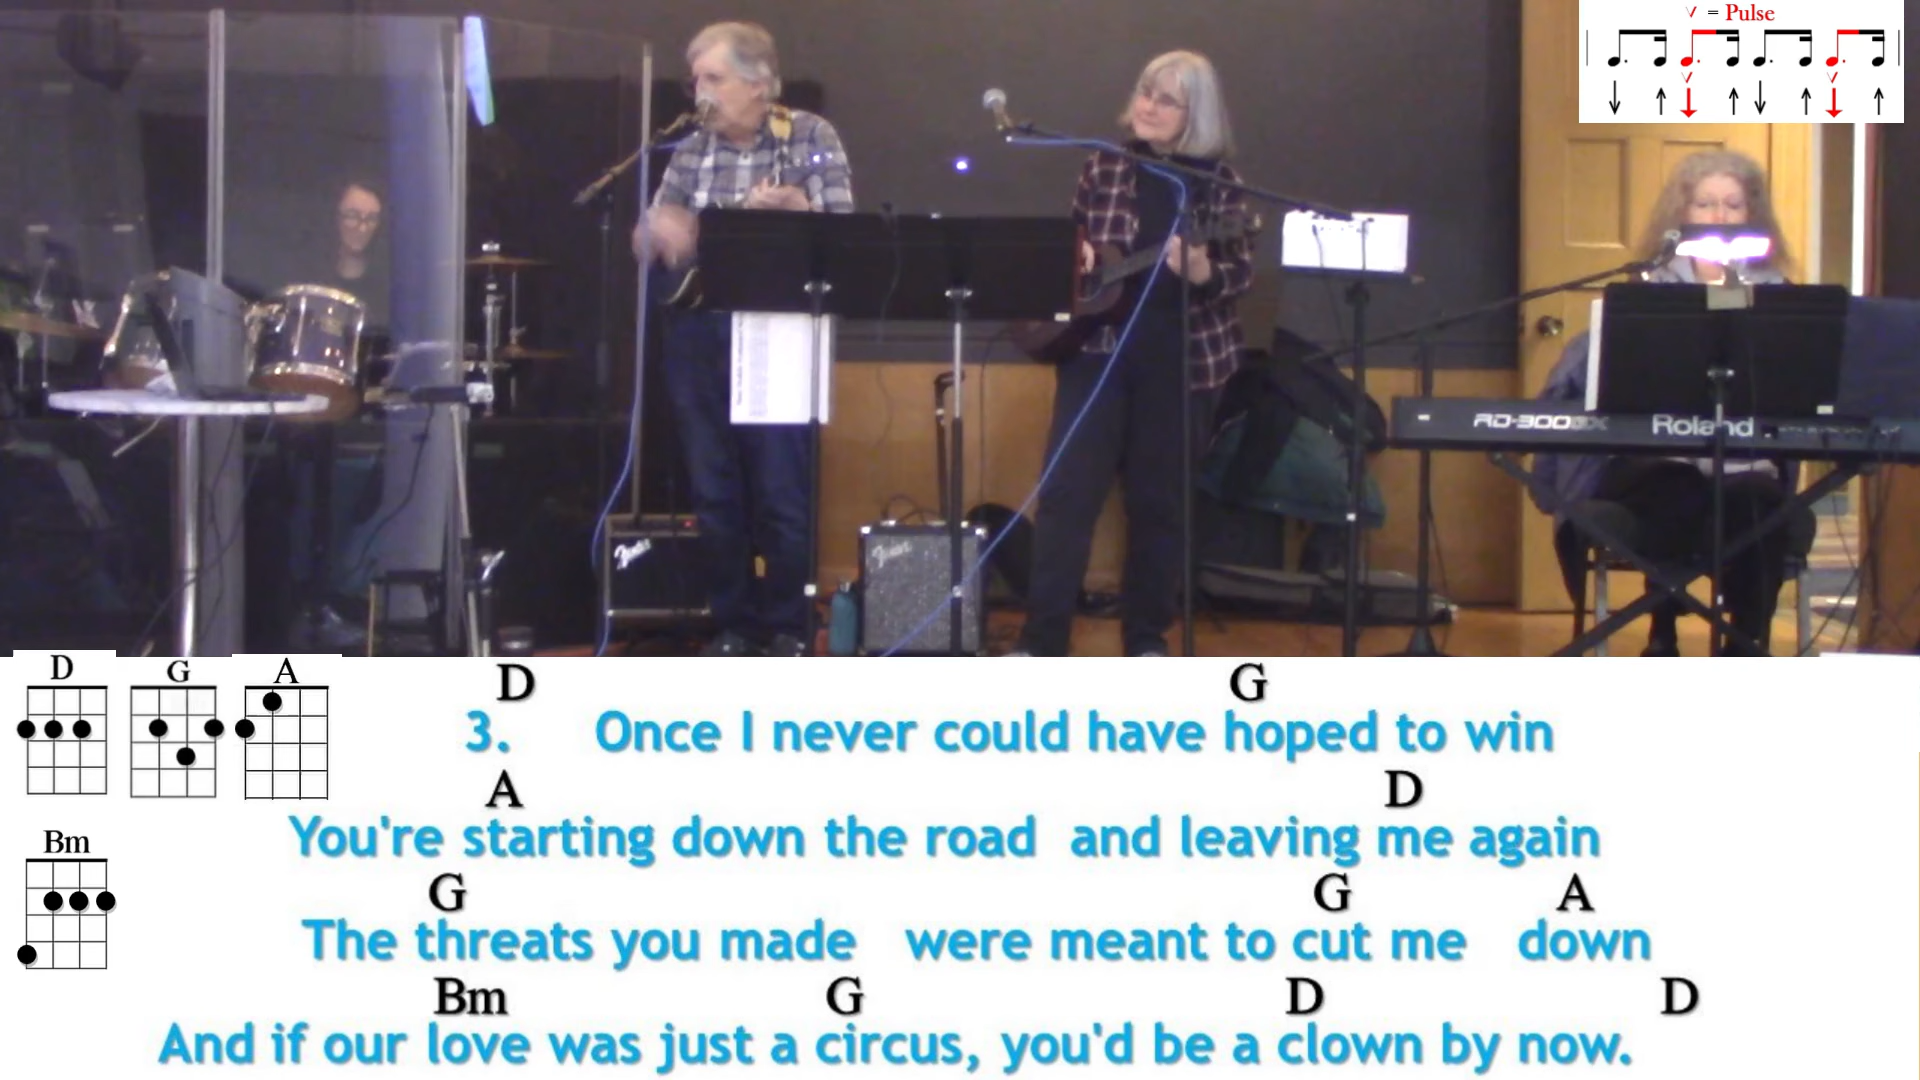 V = Pulse
RD-300GX Roland
Fender
Fender
D G A
D G
3. Once I never could have hoped to win
A D
You're starting down the road and leaving me again
G G A
The threats you made were meant to cut me down
Bm
Bm G D D
And if our love was just a circus, you'd be a clown by now.